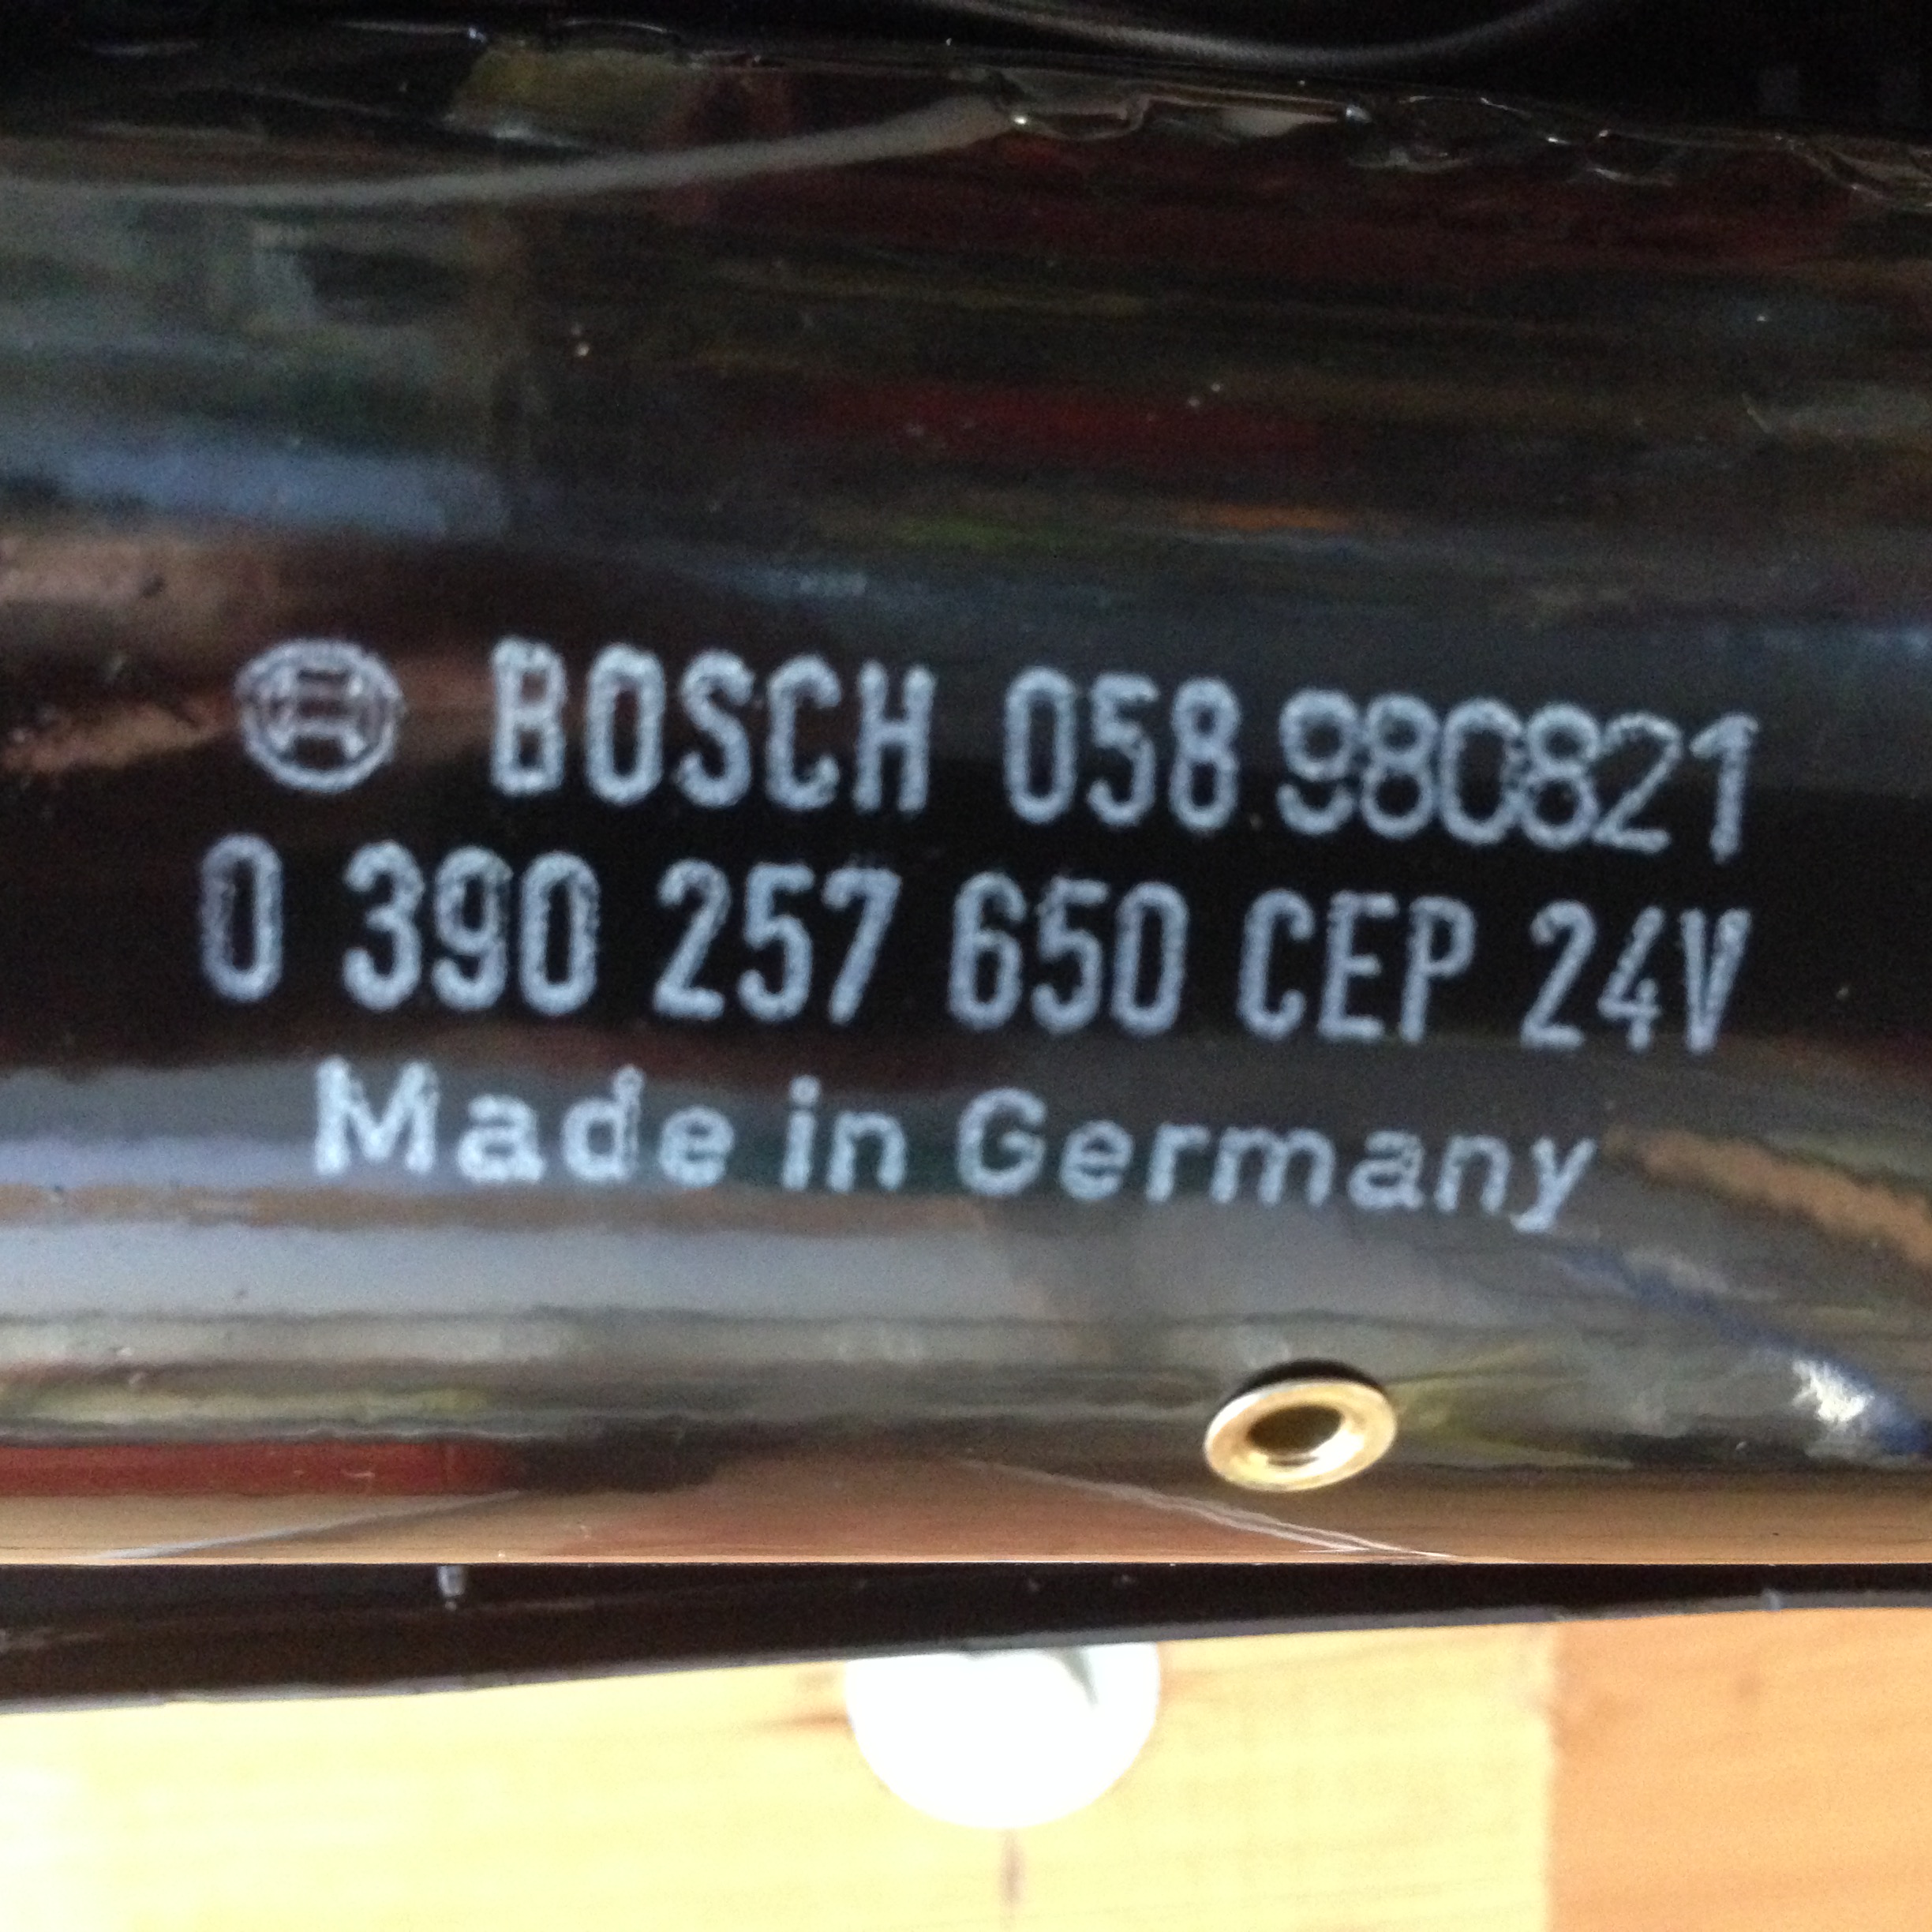 BOSCH 058 980821
0 390 257 650 CEP 24V
Made in Germany